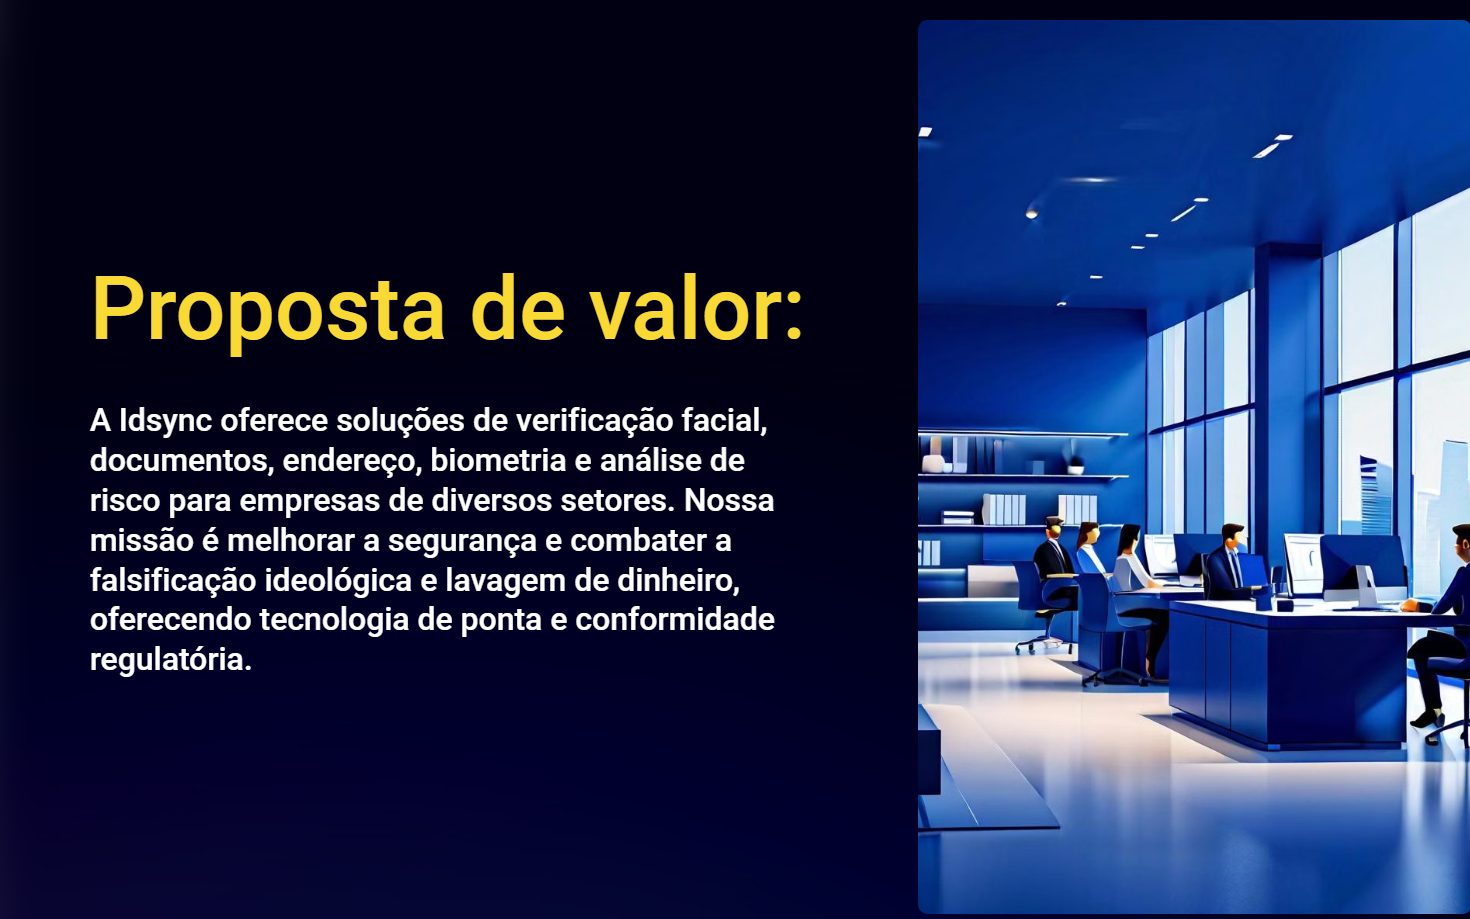 Proposta de valor:
A Idsync oferece soluções de verificação facial,
documentos, endereço, biometria e análise de
risco para empresas de diversos setores. Nossa
missão é melhorar a segurança e combater a
falsificação ideológica e lavagem de dinheiro,
oferecendo tecnologia de ponta e conformidade
regulatória.